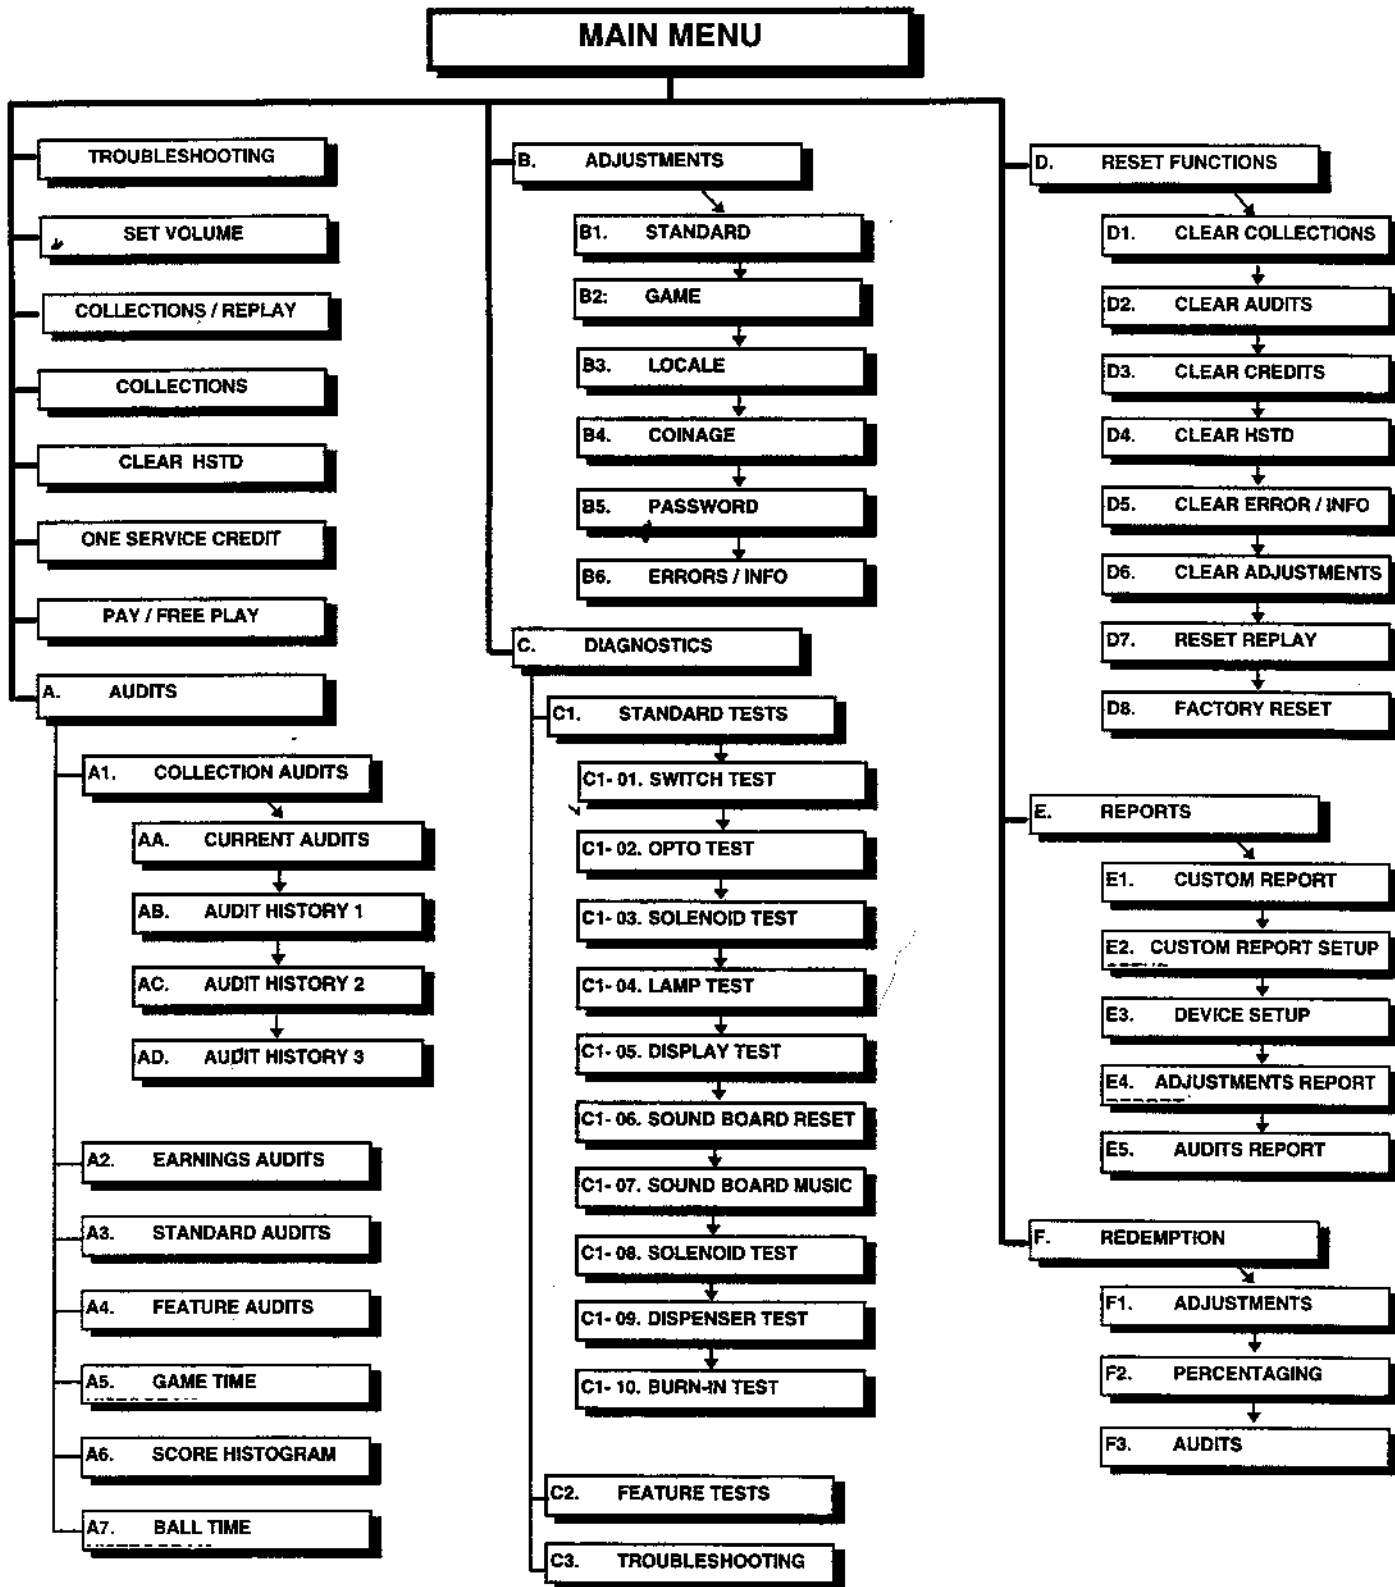 MAIN MENU
TROUBLESHOOTING
SET VOLUME
COLLECTIONS / REPLAY
COLLECTIONS
CLEAR HSTD
ONE SERVICE CREDIT
PAY / FREE PLAY
A. AUDITS
A1. COLLECTION AUDITS
AA. CURRENT AUDITS
AB. AUDIT HISTORY 1
AC. AUDIT HISTORY 2
AD. AUDIT HISTORY 3
A2. EARNINGS AUDITS
A3. STANDARD AUDITS
A4. FEATURE AUDITS
A5. GAME TIME
A6. SCORE HISTOGRAM
A7. BALL TIME
B. ADJUSTMENTS
B1. STANDARD
B2: GAME
B3. LOCALE
B4. COINAGE
B5. PASSWORD
B6. ERRORS / INFO
C. DIAGNOSTICS
C1. STANDARD TESTS
C1- 01. SWITCH TEST
C1- 02. OPTO TEST
C1- 03. SOLENOID TEST
C1- 04. LAMP TEST
C1- 05. DISPLAY TEST
C1- 06. SOUND BOARD RESET
C1- 07. SOUND BOARD MUSIC
C1- 08. SOLENOID TEST
C1- 09. DISPENSER TEST
C1- 10. BURN-IN TEST
C2. FEATURE TESTS
C3. TROUBLESHOOTING
D. RESET FUNCTIONS
D1. CLEAR COLLECTIONS
D2. CLEAR AUDITS
D3. CLEAR CREDITS
D4. CLEAR HSTD
D5. CLEAR ERROR / INFO
D6. CLEAR ADJUSTMENTS
D7. RESET REPLAY
D8. FACTORY RESET
E. REPORTS
E1. CUSTOM REPORT
E2. CUSTOM REPORT SETUP
E3. DEVICE SETUP
E4. ADJUSTMENTS REPORT
E5. AUDITS REPORT
F. REDEMPTION
F1. ADJUSTMENTS
F2. PERCENTAGING
F3. AUDITS